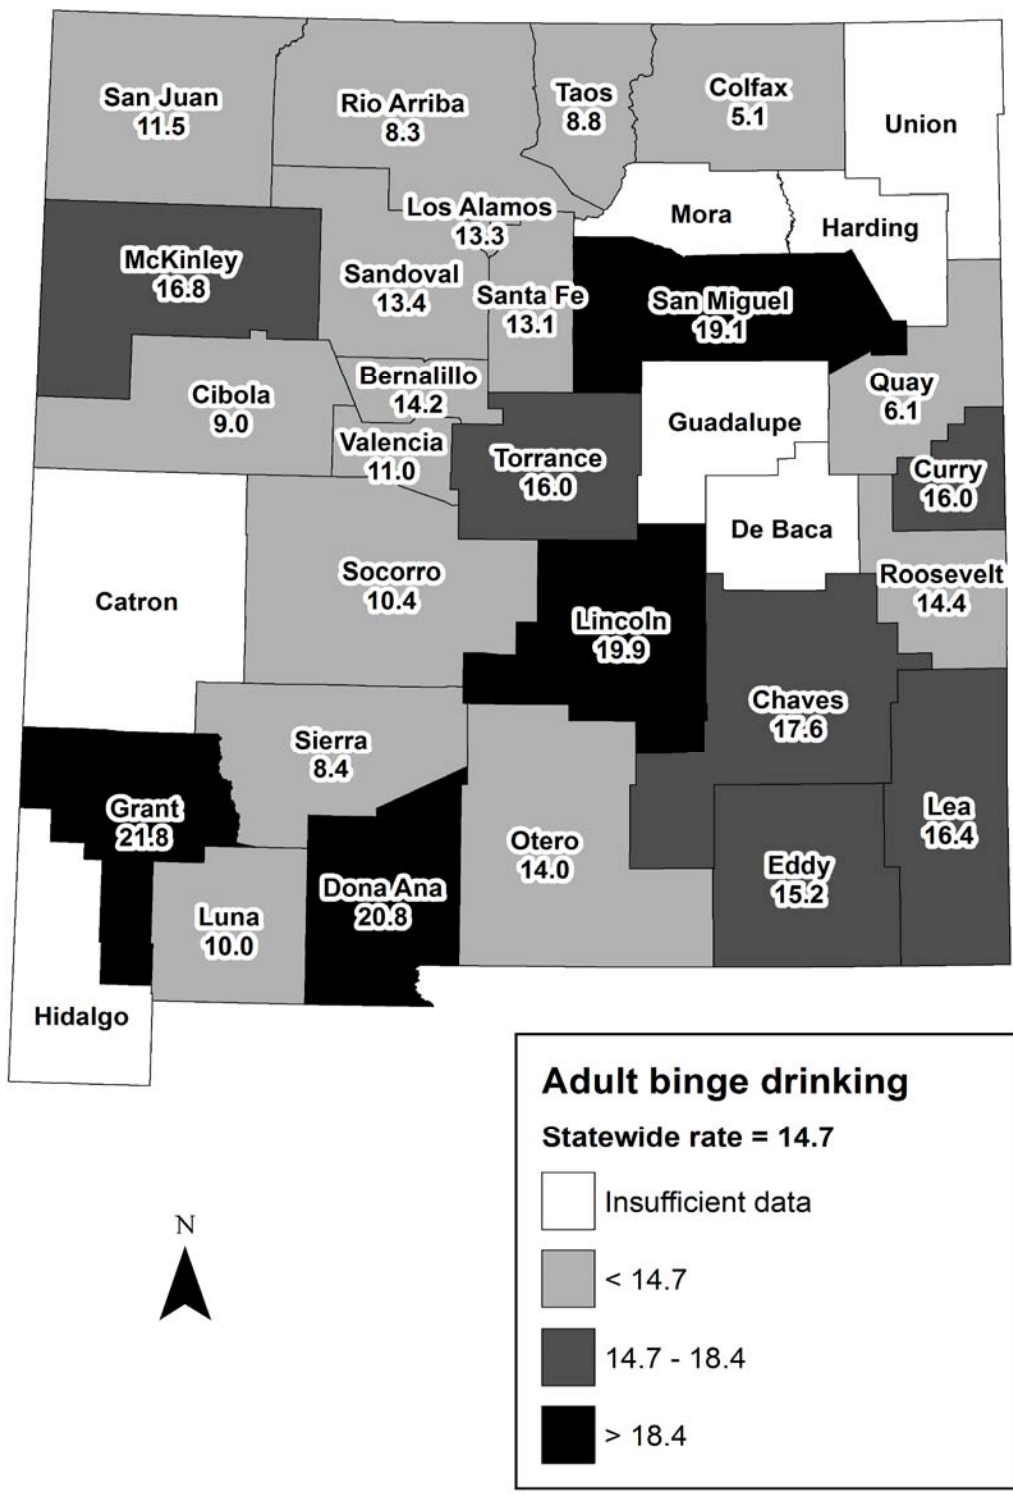 San Juan
11.5
Rio Arriba
8.3
Taos
8.8
Colfax
5.1
Union
Los Alamos
13.3
Mora
Harding
McKinley
16.8
Sandoval
13.4
Santa Fe
13.1
San Miguel
19.1
Cibola
9.0
Bernalillo
14.2
Quay
6.1
Guadalupe
Valencia
11.0
Torrance
16.0
Curry
16.0
De Baca
Catron
Socorro
10.4
Roosevelt
14.4
Lincoln
19.9
Chaves
17.6
Sierra
8.4
Grant
21.8
Lea
16.4
Otero
14.0
Eddy
15.2
Dona Ana
20.8
Luna
10.0
Hidalgo
Adult binge drinking
Statewide rate = 14.7
Insufficient data
< 14.7
14.7 - 18.4
> 18.4
N